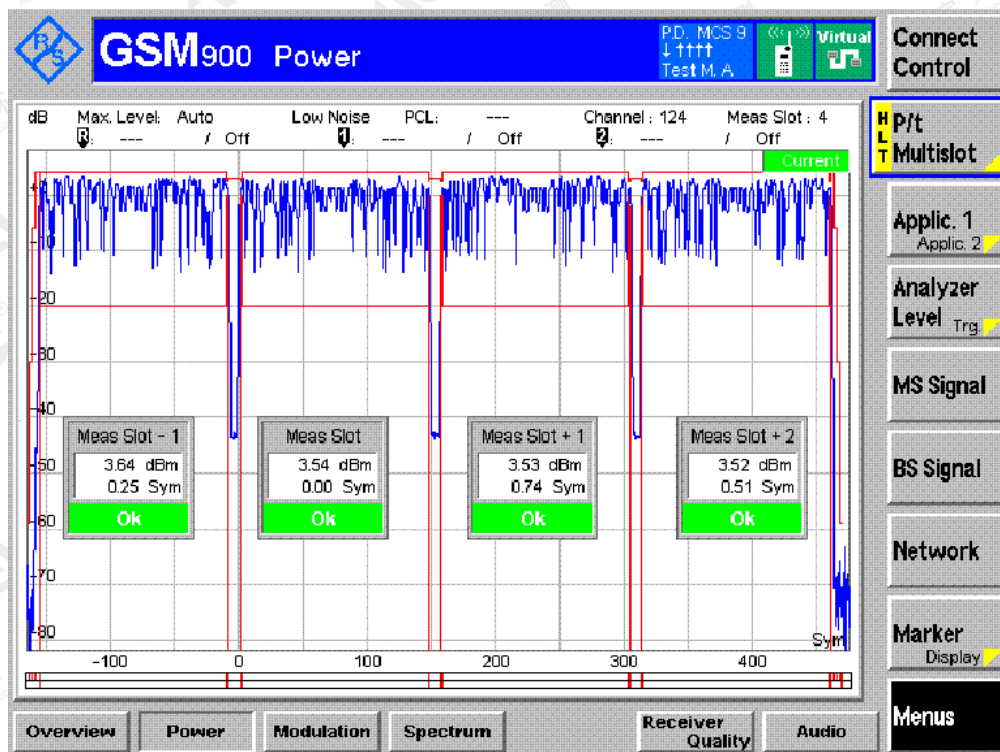 R/S
GSM900 Power
P.D. MCS 9
↓ ↑↑↑↑
Test M. A.
Virtual
Connect
Control
dB Max. Level: Auto Low Noise PCL: --- Channel : 124 Meas Slot : 4
R: --- / Off 1: --- / Off 2: --- / Off
HLT
P/t
Multislot
Current
Applic. 1
Applic. 2
-10
Analyzer
Level Trg.
-20
-30
MS Signal
-40
Meas Slot - 1
3.64 dBm
0.25 Sym
Ok
Meas Slot
3.54 dBm
0.00 Sym
Ok
Meas Slot + 1
3.53 dBm
0.74 Sym
Ok
Meas Slot + 2
3.52 dBm
0.51 Sym
Ok
BS Signal
-50
-60
Network
-70
-80
Sym
Marker
Display
-100 0 100 200 300 400
Menus
Overview
Power
Modulation
Spectrum
Receiver
Quality
Audio